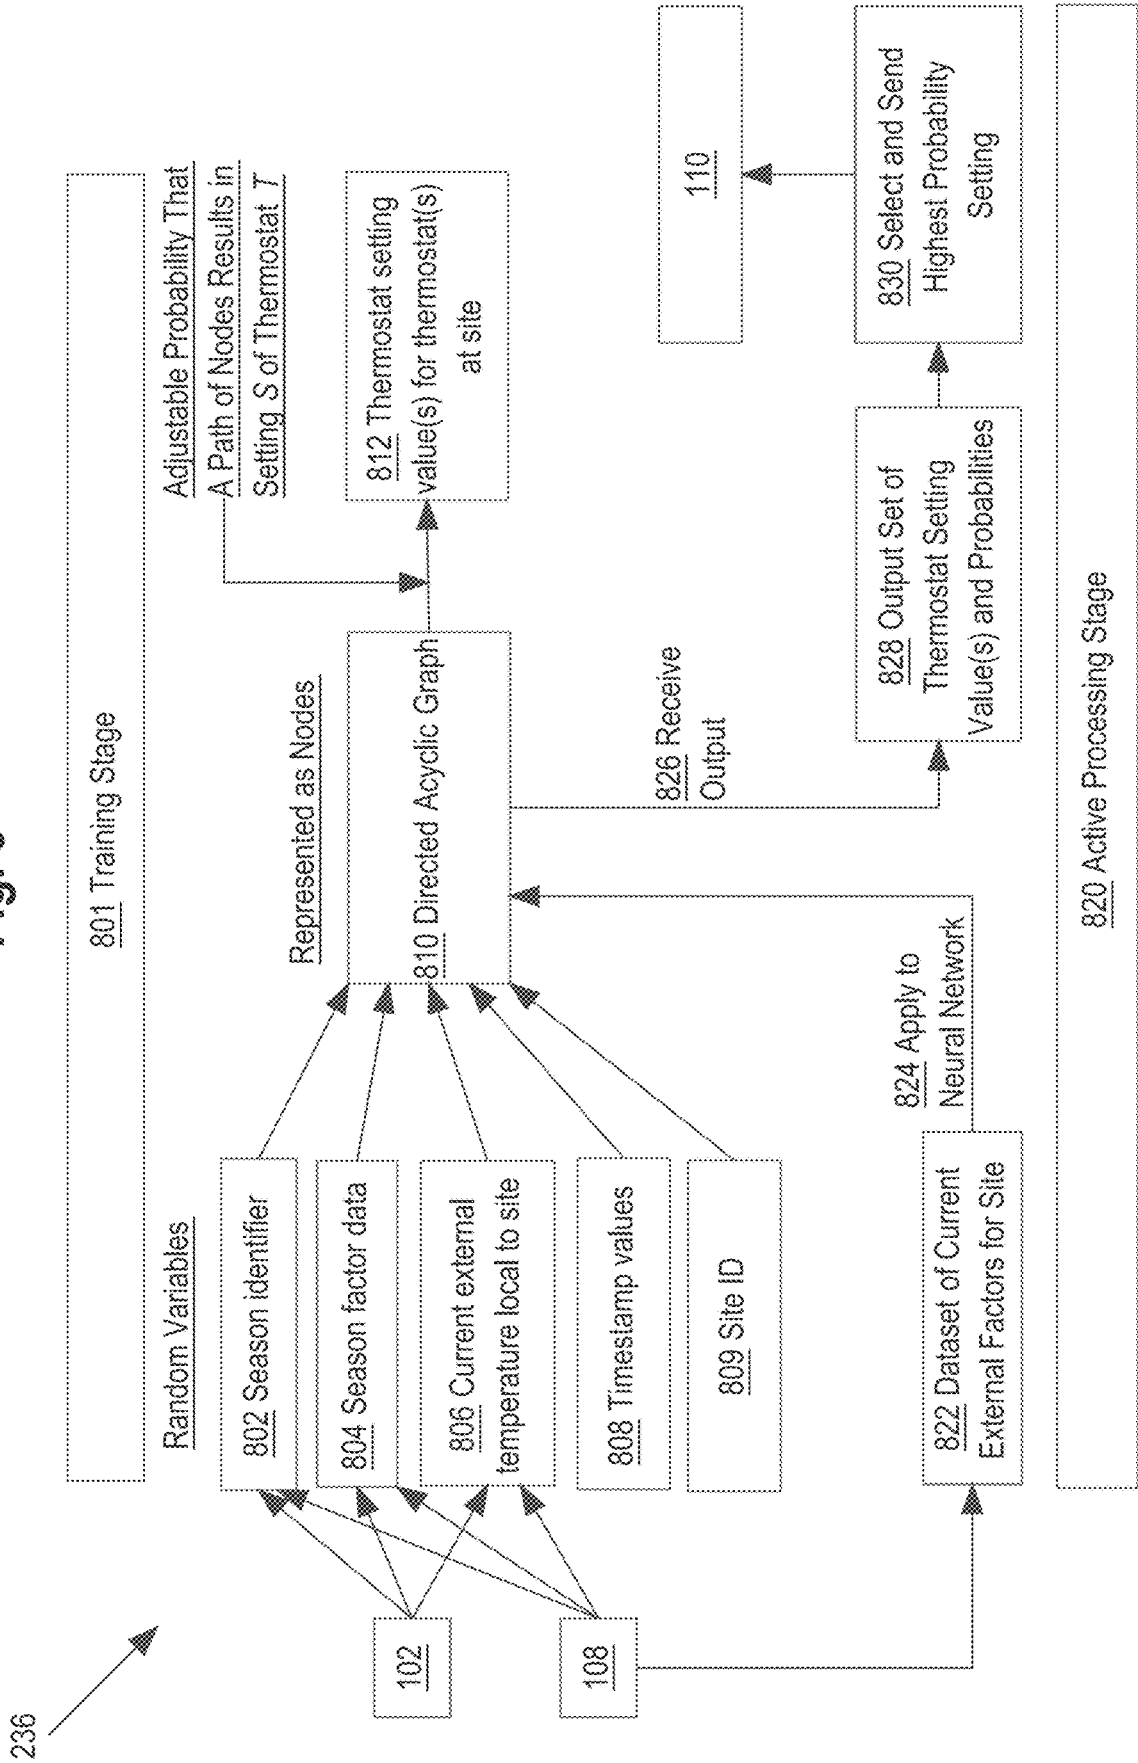 236
801 Training Stage
Random Variables
802 Season identifier
804 Season factor data
806 Current external
temperature local to site
808 Timestamp values
809 Site ID
102
108
Represented as Nodes
810 Directed Acyclic Graph
Adjustable Probability That
A Path of Nodes Results in
Setting S of Thermostat T
812 Thermostat setting
value(s) for thermostat(s)
at site
822 Dataset of Current
External Factors for Site
824 Apply to
Neural Network
826 Receive
Output
828 Output Set of
Thermostat Setting
Value(s) and Probabilities
830 Select and Send
Highest Probability
Setting
110
820 Active Processing Stage